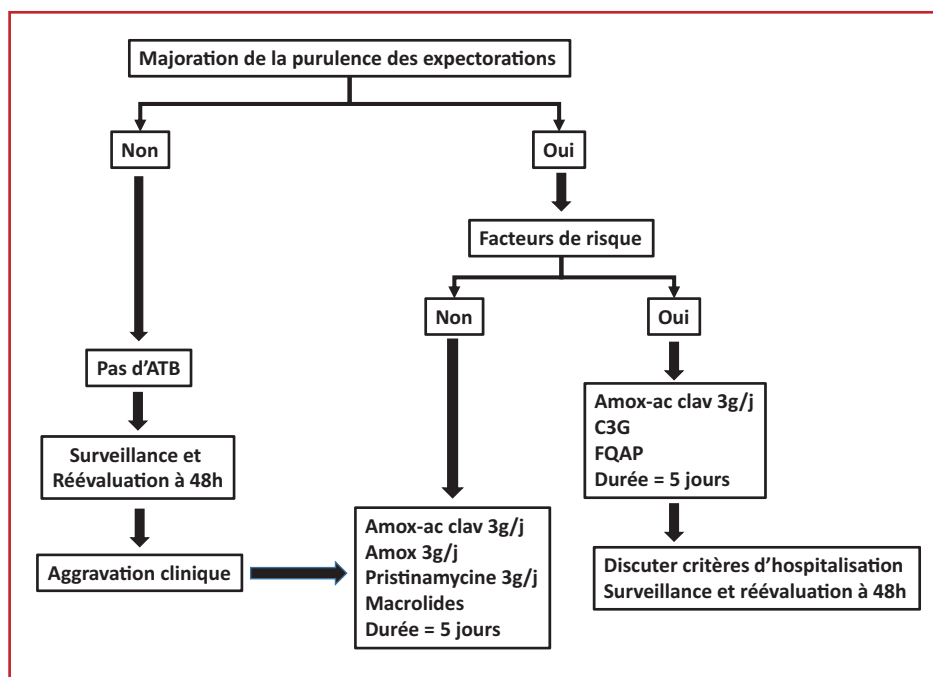 Majoration de la purulence des expectorations
Non
Oui
Facteurs de risque
Non
Oui
Pas d’ATB
Surveillance et
Réévaluation à 48h
Aggravation clinique
Amox-ac clav 3g/j
Amox 3g/j
Pristinamycine 3g/j
Macrolides
Durée = 5 jours
Amox-ac clav 3g/j
C3G
FQAP
Durée = 5 jours
Discuter critères d’hospitalisation
Surveillance et réévaluation à 48h